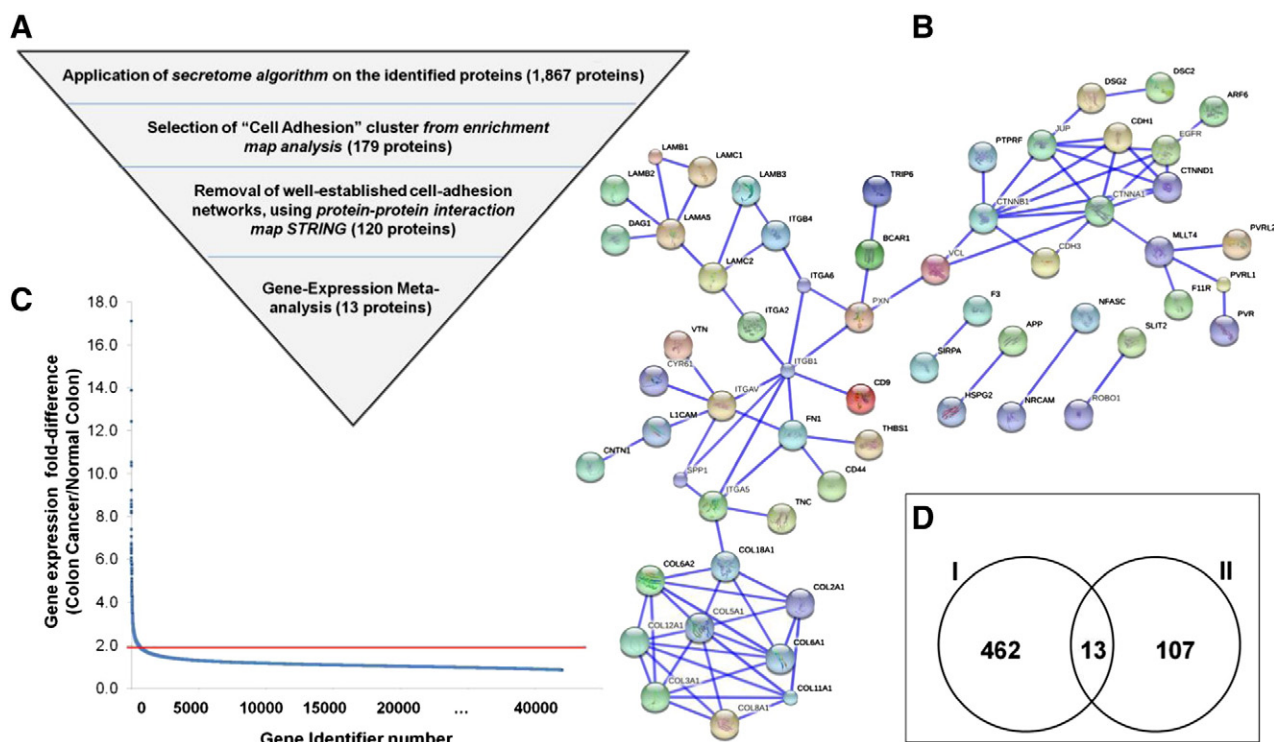 A
Application of secretome algorithm on the identified proteins (1,867 proteins)
Selection of "Cell Adhesion" cluster from enrichment
map analysis (179 proteins)
Removal of well-established cell-adhesion
networks, using protein-protein interaction
map STRING (120 proteins)
Gene-Expression Meta-
analysis (13 proteins)
B
DSG2
DSC2
ARF6
JUP
CDH1
EGFR
PTPRF
CTNND1
CTNNB1
CTNNA1
MLLT4
PVRL2
CDH3
VCL
PVRL1
F11R
PVR
LAMB1
LAMC1
LAMB2
LAMB3
TRIP6
DAG1
LAMA5
ITGB4
BCAR1
LAMC2
ITGA6
PXN
ITGA2
F3
NFASC
APP
SLIT2
SIRPA
HSPG2
NRCAM
ROBO1
VTN
CYR61
ITGB1
ITGAV
CD9
L1CAM
FN1
THBS1
CNTN1
SPP1
CD44
ITGA5
TNC
COL18A1
COL6A2
COL2A1
COL5A1
COL12A1
COL6A1
COL3A1
COL11A1
COL8A1
C
Gene expression fold-difference
(Colon Cancer/Normal Colon)
18.0
16.0
14.0
12.0
10.0
8.0
6.0
4.0
2.0
0.0
0 5000 10000 15000 20000 ... 40000
Gene Identifier number
D
I II
462 13 107